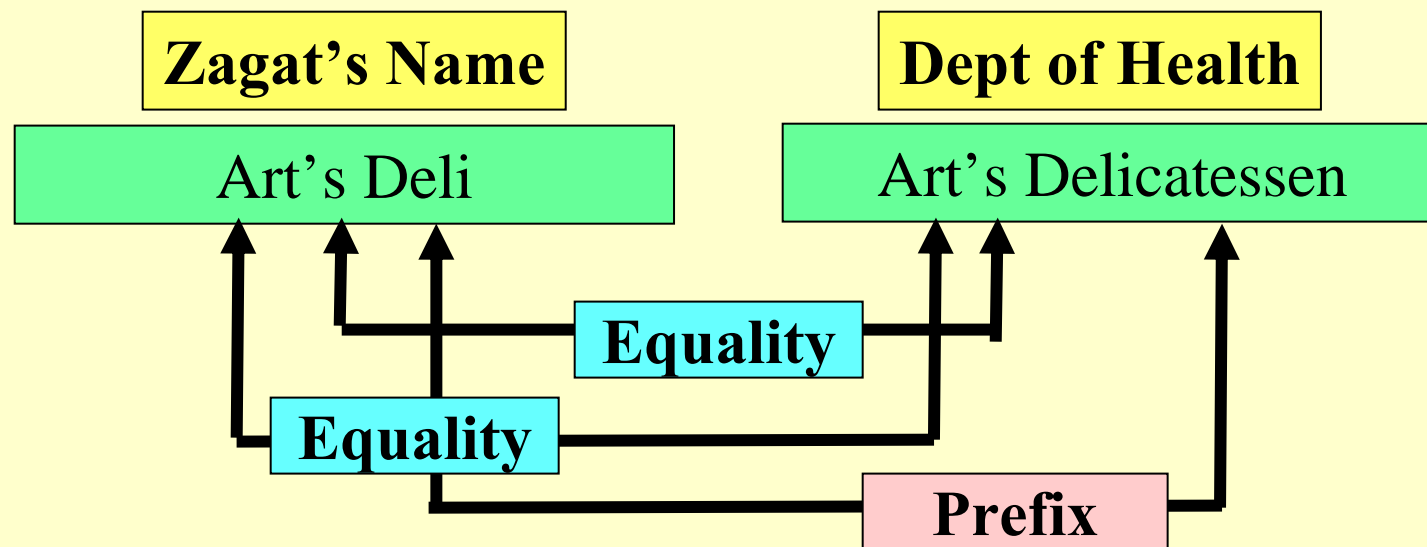 Zagat’s Name
Dept of Health
Art’s Deli
Art’s Delicatessen
Equality
Equality
Prefix